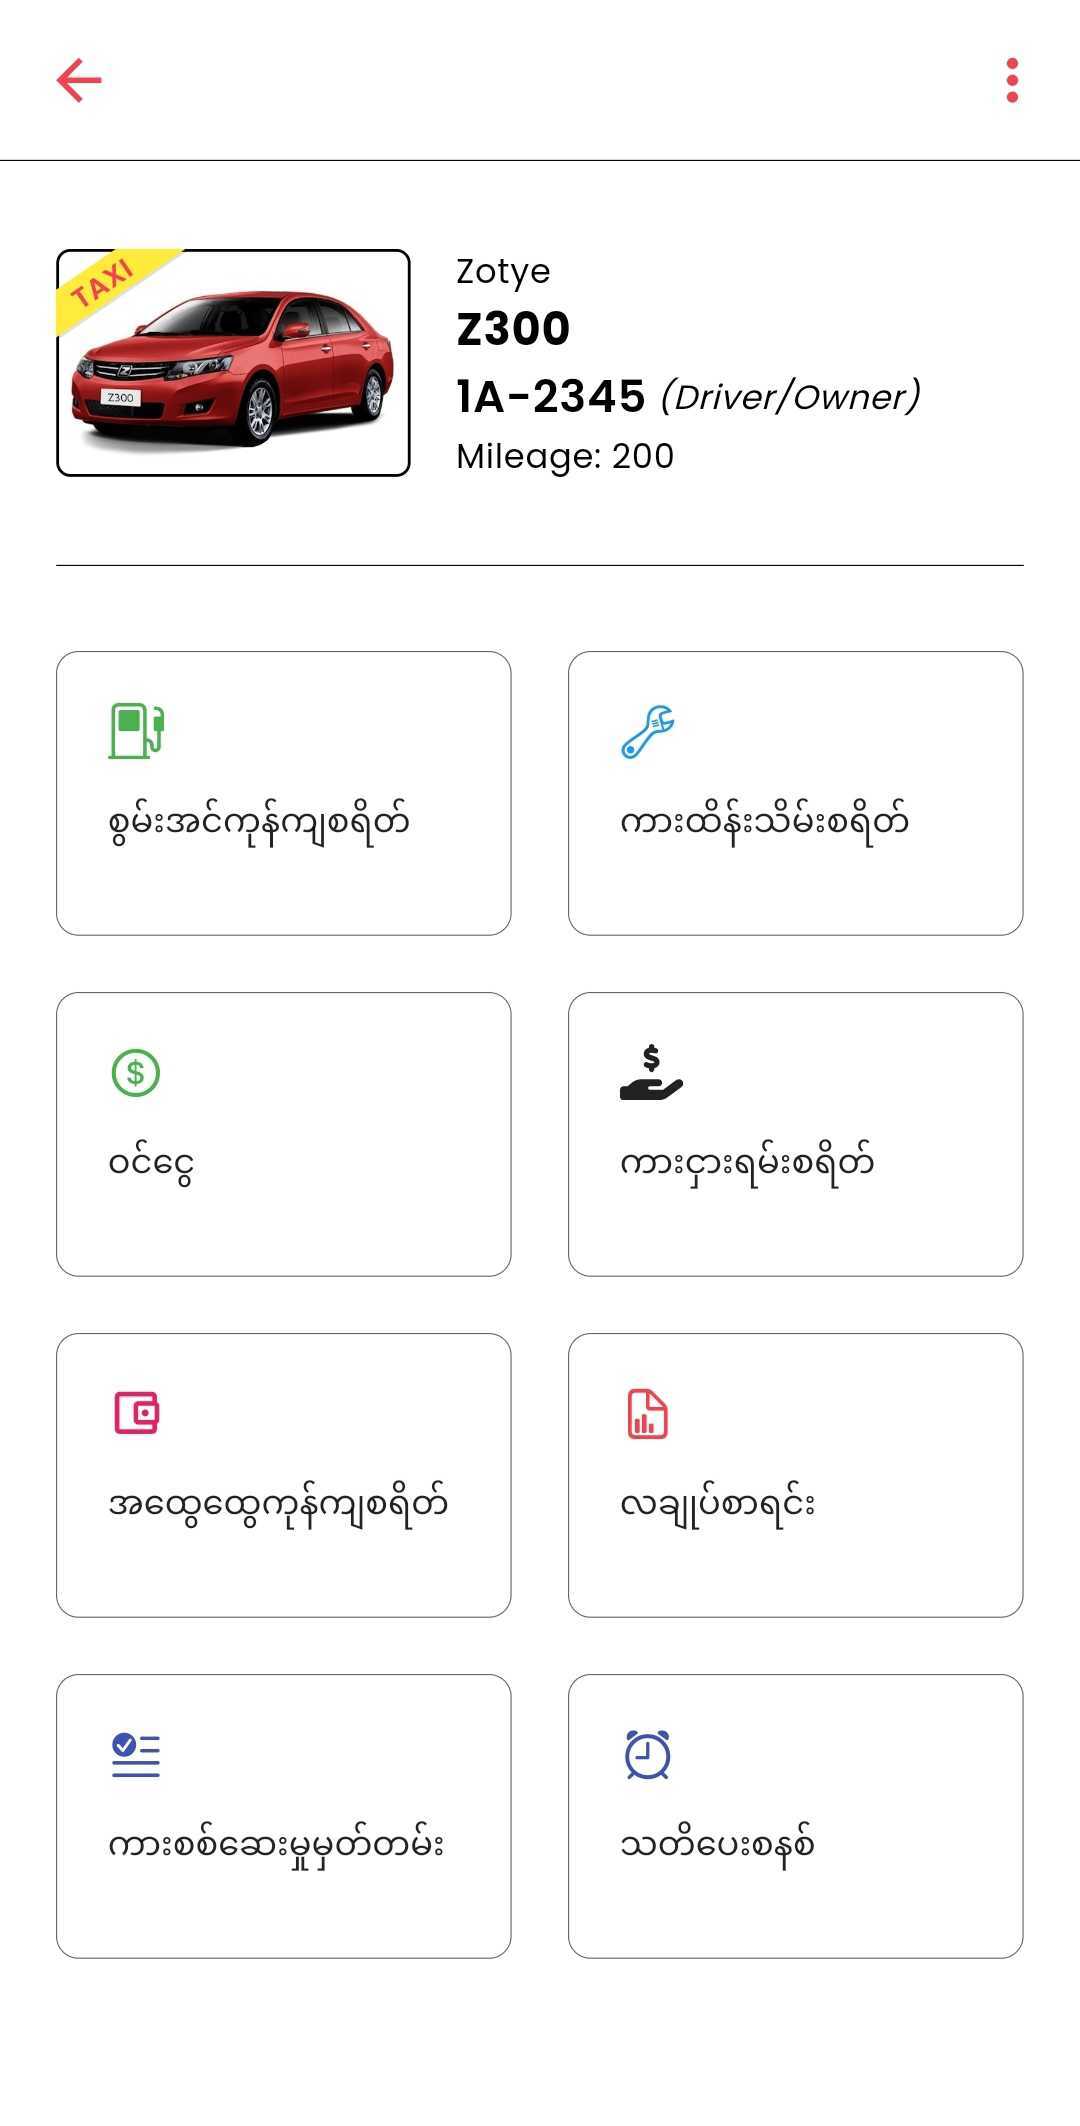 TAXI
Z300
Zotye
Z300
1A-2345 (Driver/Owner)
Mileage: 200
စွမ်းအင်ကုန်ကျစရိတ်
ကားထိန်းသိမ်းစရိတ်
$
ဝင်ငွေ
$
ကားငှားရမ်းစရိတ်
အထွေထွေကုန်ကျစရိတ်
လချုပ်စာရင်း
ကားစစ်ဆေးမှုမှတ်တမ်း
သတိပေးစနစ်